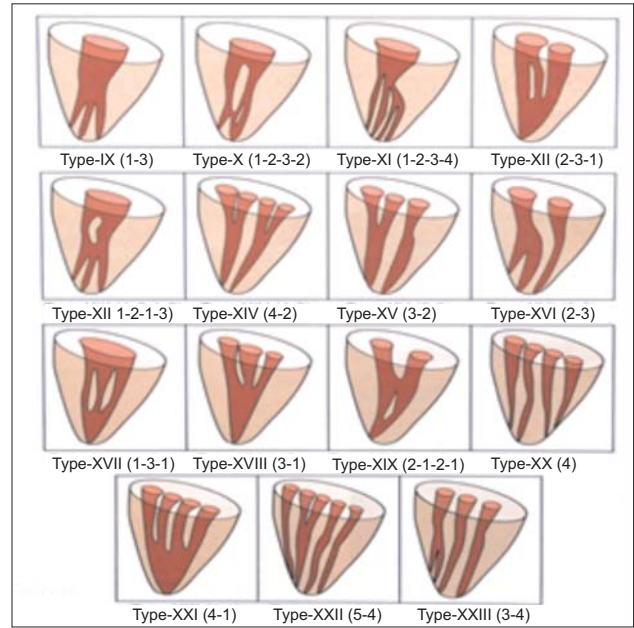 Type-IX (1-3) Type-X (1-2-3-2) Type-XI (1-2-3-4) Type-XII (2-3-1)
Type-XII 1-2-1-3) Type-XIV (4-2) Type-XV (3-2) Type-XVI (2-3)
Type-XVII (1-3-1) Type-XVIII (3-1) Type-XIX (2-1-2-1) Type-XX (4)
Type-XXI (4-1) Type-XXII (5-4) Type-XXIII (3-4)